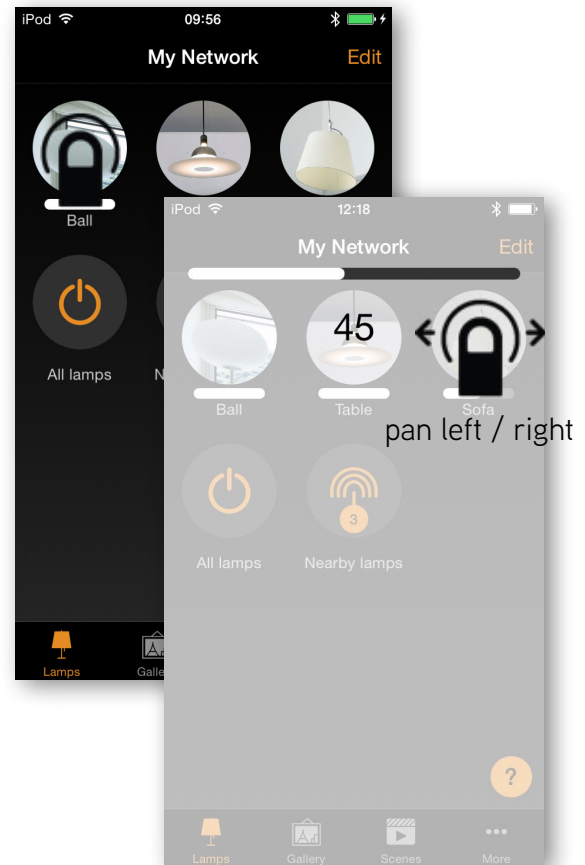 iPod 09:56
My Network Edit
Ball
All lamps N
Lamps Galle
iPod 12:18
My Network Edit
45
Ball Table Sofa
pan left / right
3
All lamps Nearby lamps
?
Lamps Gallery Scenes More